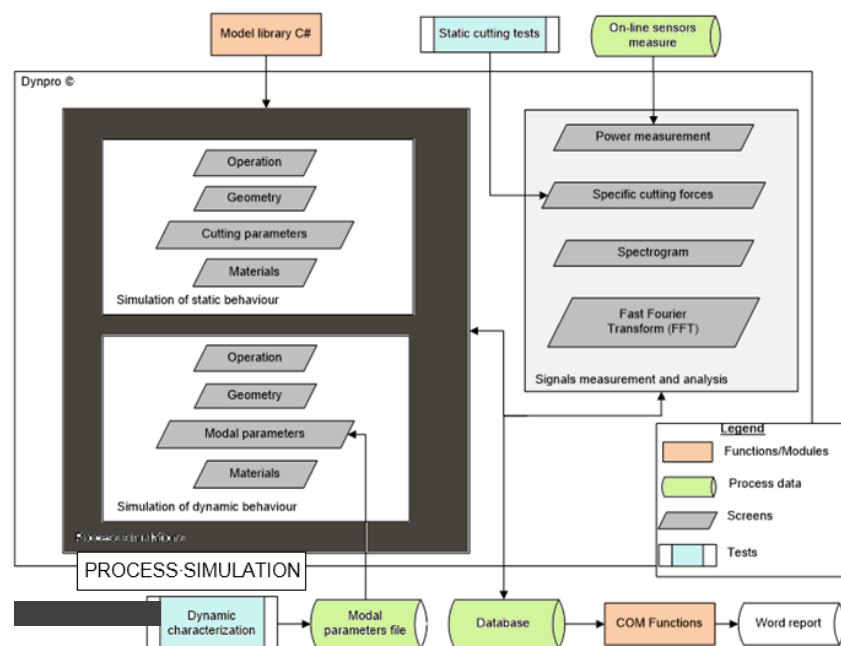 Model library C#
Static cutting tests
On-line sensors
measure
Dynpro ©
Operation
Geometry
Cutting parameters
Materials
Simulation of static behaviour
Operation
Geometry
Modal parameters
Materials
Simulation of dynamic behaviour
Process simulations
PROCESS·SIMULATION
Power measurement
Specific cutting forces
Spectrogram
Fast Fourier
Transform (FFT)
Signals measurement and analysis
Legend
Functions/Modules
Process data
Screens
Tests
Dynamic
characterization
Modal
parameters file
Database
COM Functions
Word report